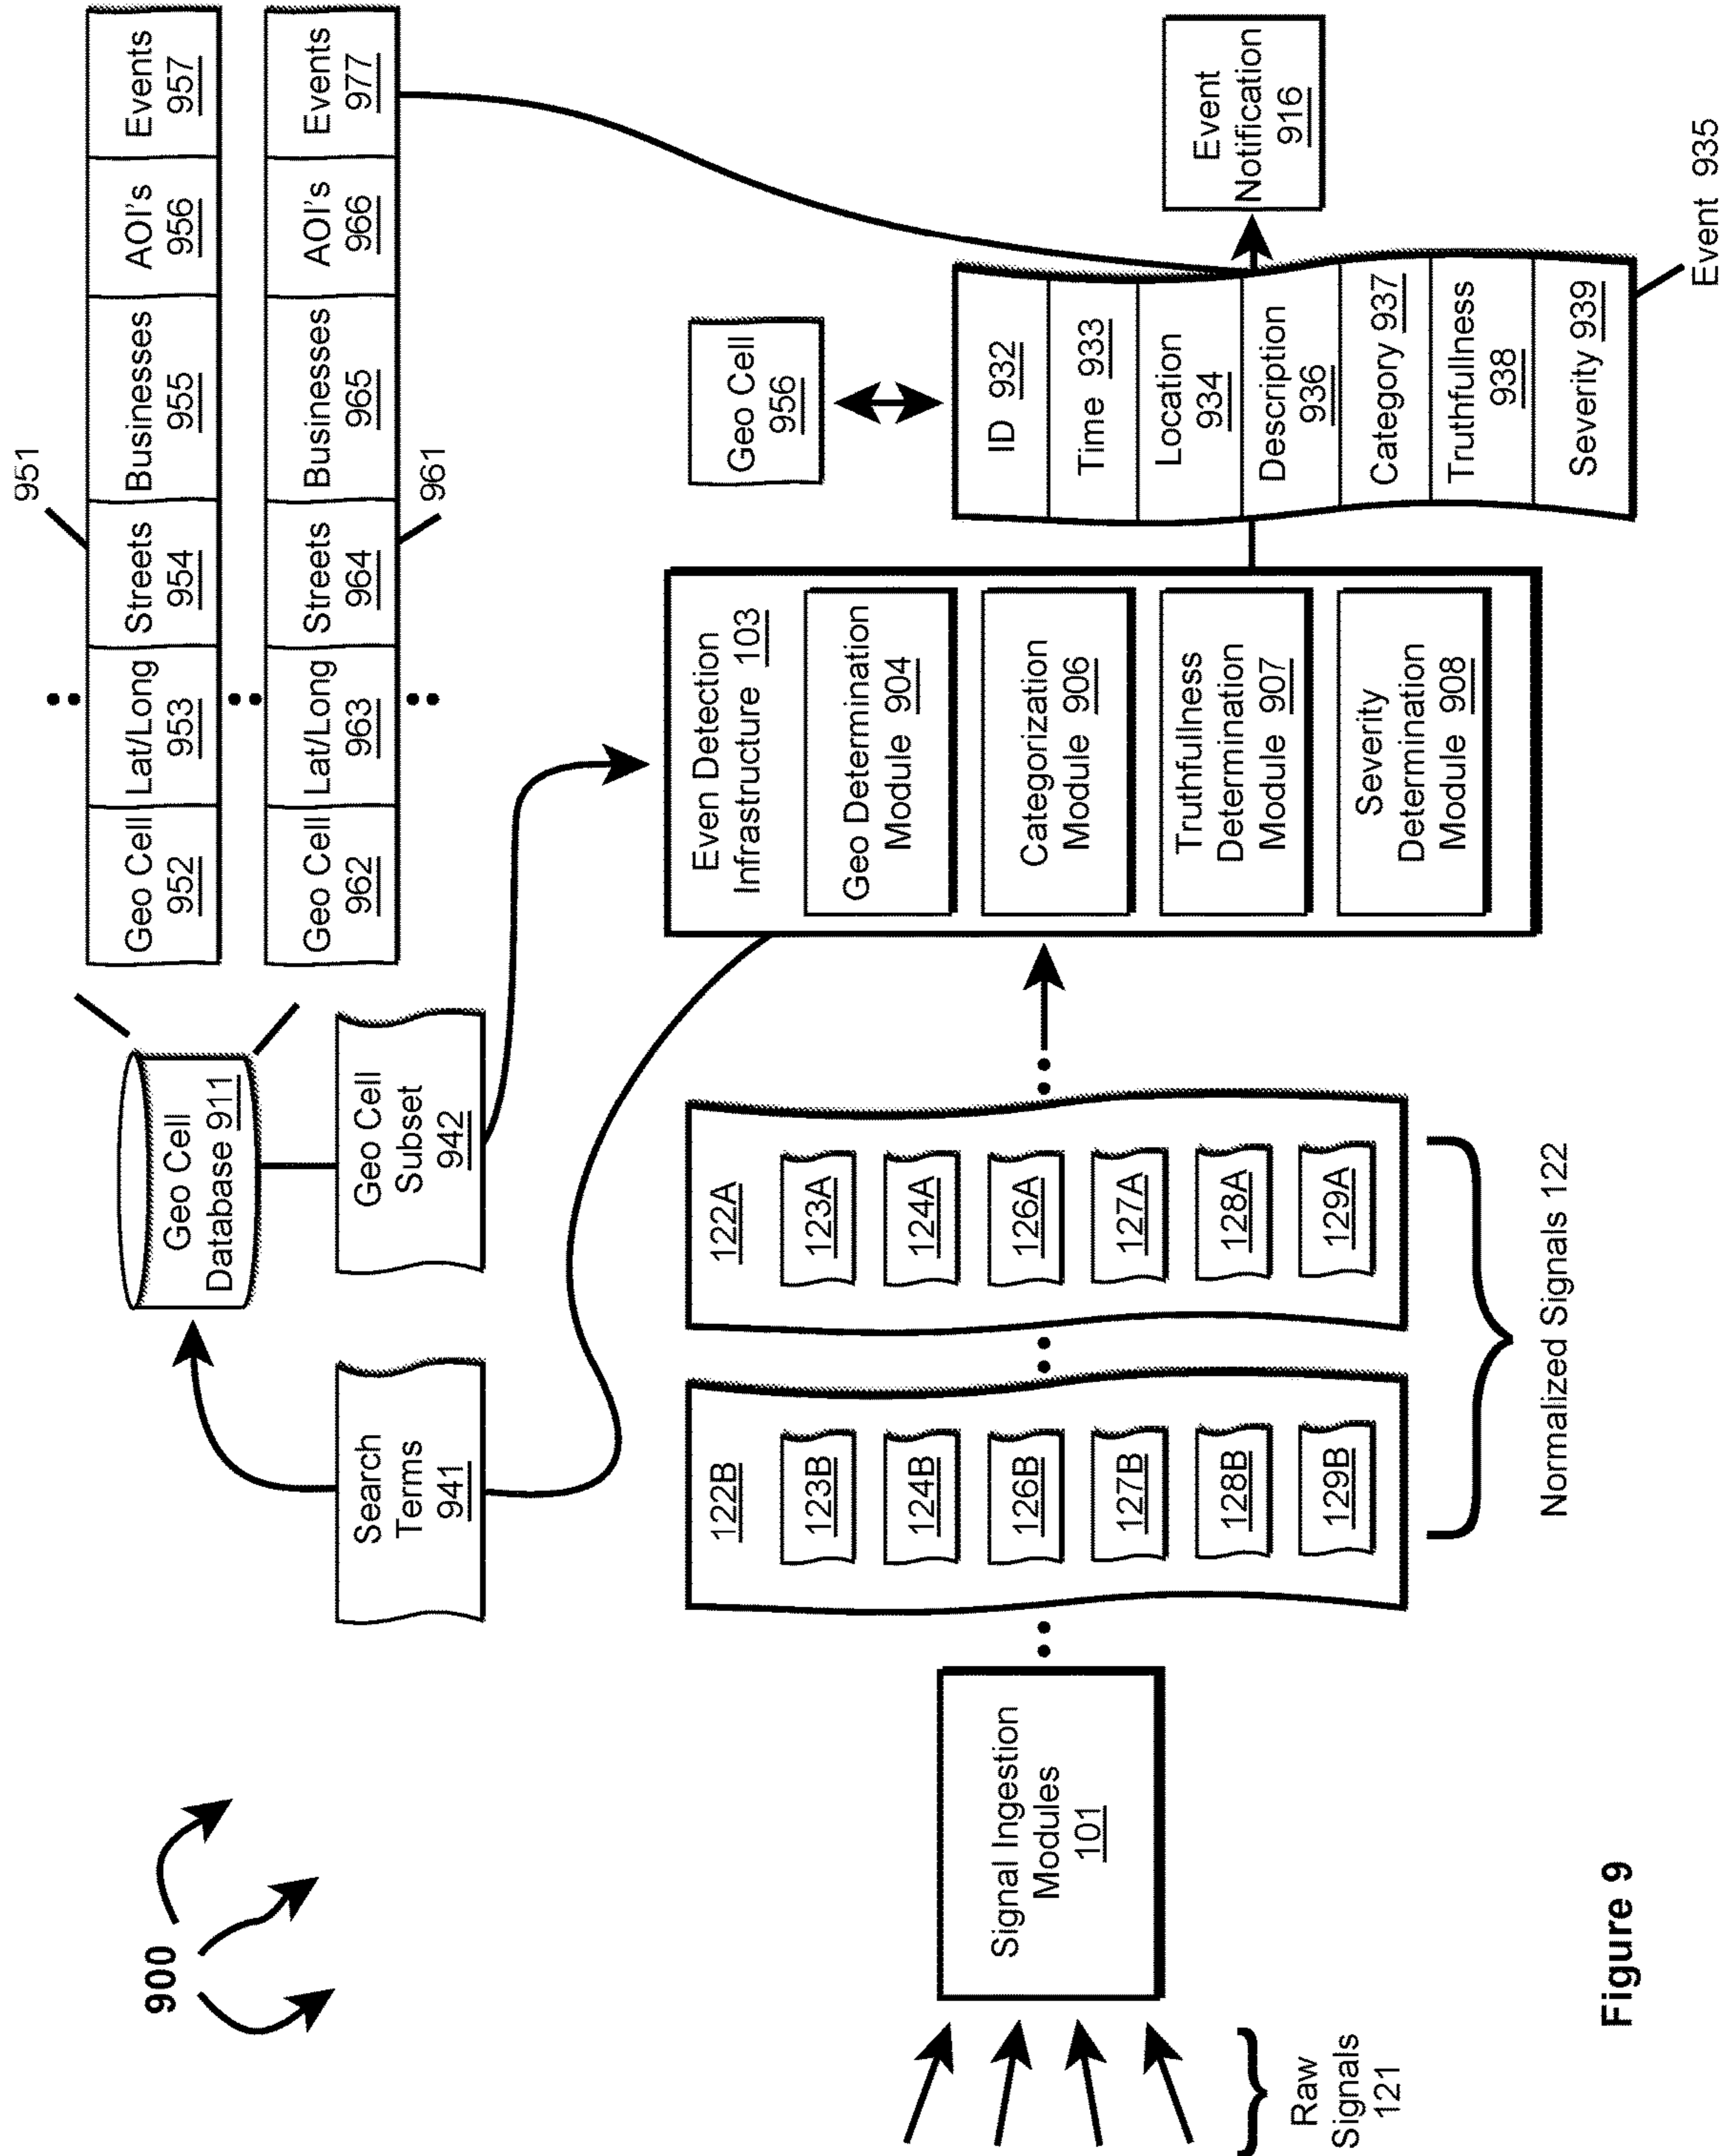 900
951
Geo Cell
952
Lat/Long
953
Streets
954
Businesses
955
AOI's
956
Events
957
Geo Cell
962
Lat/Long
963
Streets
964
Businesses
965
AOI's
966
Events
977
961
Geo Cell
Database 911
Search
Terms
941
Geo Cell
Subset
942
Raw
Signals
121
Signal Ingestion
Modules
101
122B
123B
124B
126B
127B
128B
129B
122A
123A
124A
126A
127A
128A
129A
Normalized Signals 122
Even Detection
Infrastructure 103
Geo Determination
Module 904
Categorization
Module 906
Truthfullness
Determination
Module 907
Severity
Determination
Module 908
Geo Cell
956
ID 932
Time 933
Location
934
Description
936
Category 937
Truthfullness
938
Severity 939
Event 935
Event
Notification
916
Figure 9